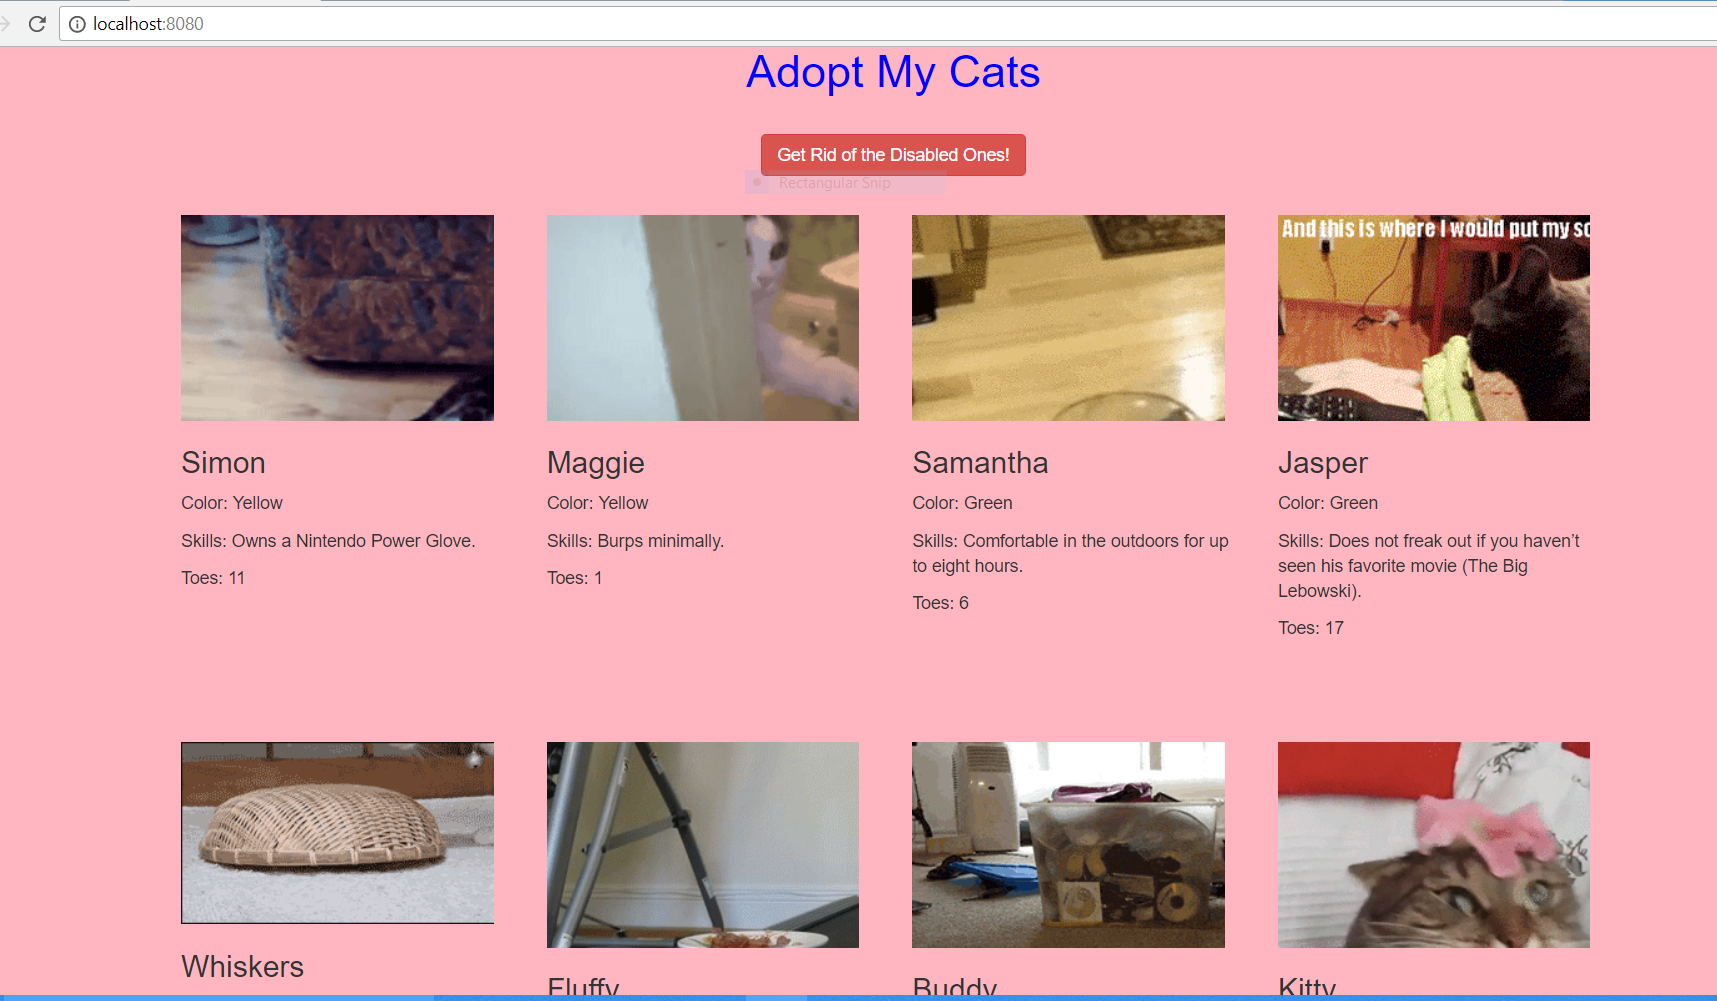 localhost:8080
Adopt My Cats
Get Rid of the Disabled Ones!
Rectangular Snip
And this is where I would put my
Simon
Color: Yellow
Skills: Owns a Nintendo Power Glove.
Toes: 11
Maggie
Color: Yellow
Skills: Burps minimally.
Toes: 1
Samantha
Color: Green
Skills: Comfortable in the outdoors for up
to eight hours.
Toes: 6
Jasper
Color: Green
Skills: Does not freak out if you haven’t
seen his favorite movie (The Big
Lebowski).
Toes: 17
Whiskers
Fluffy
Buddy
Kitty